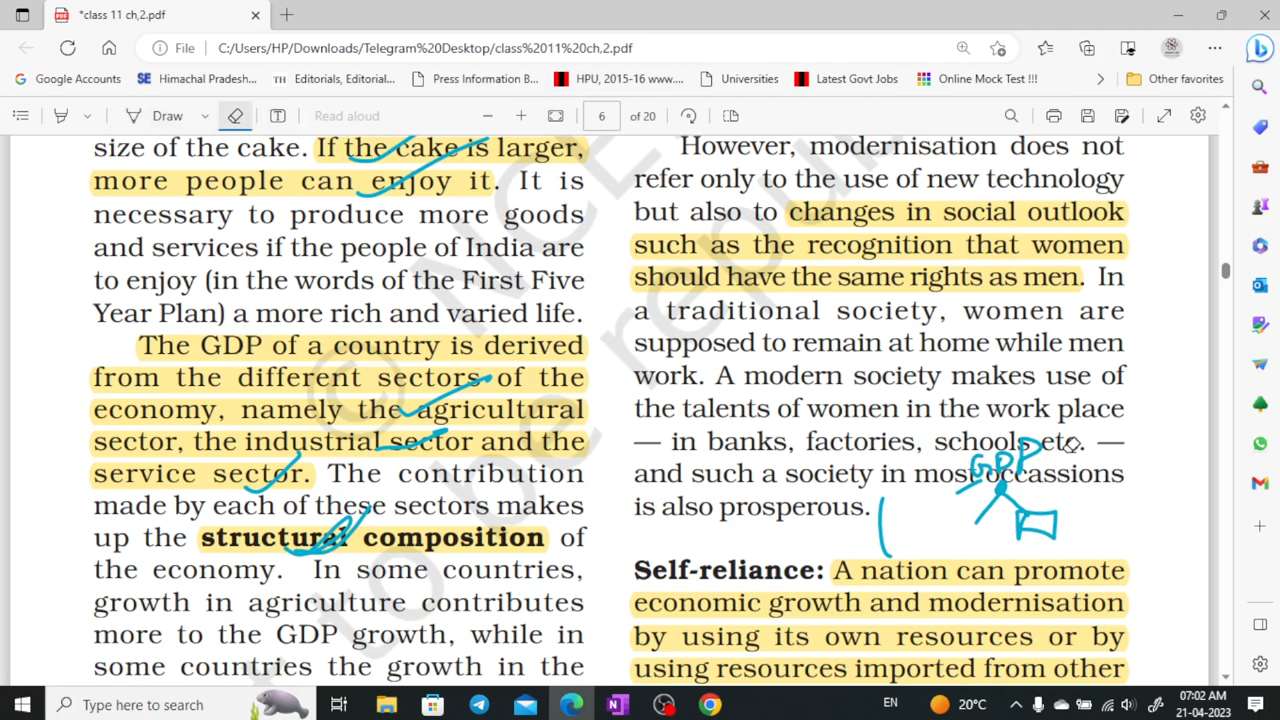 *class 11 ch,2.pdf
File
C:/Users/HP/Downloads/Telegram%20Desktop/class%2011%20ch,2.pdf
Google Accounts
SE Himachal Pradesh...
TH Editorials, Editorial...
Press Information B...
HPU, 2015-16 www....
Universities
Latest Govt Jobs
Online Mock Test !!!
Other favorites
Draw
Read aloud
6 of 20
size of the cake. If the cake is larger,
more people can enjoy it. It is
necessary to produce more goods
and services if the people of India are
to enjoy (in the words of the First Five
Year Plan) a more rich and varied life.
The GDP of a country is derived
from the different sectors of the
economy, namely the agricultural
sector, the industrial sector and the
service sector. The contribution
made by each of these sectors makes
up the structural composition of
the economy. In some countries,
growth in agriculture contributes
more to the GDP growth, while in
some countries the growth in the
However, modernisation does not
refer only to the use of new technology
but also to changes in social outlook
such as the recognition that women
should have the same rights as men. In
a traditional society, women are
supposed to remain at home while men
work. A modern society makes use of
the talents of women in the work place
— in banks, factories, schools etc. —
and such a society in most occassions
is also prosperous.
GDP
Self-reliance: A nation can promote
economic growth and modernisation
by using its own resources or by
using resources imported from other
© NCE
to be republ
Type here to search
20°C
EN
07:02 AM
21-04-2023